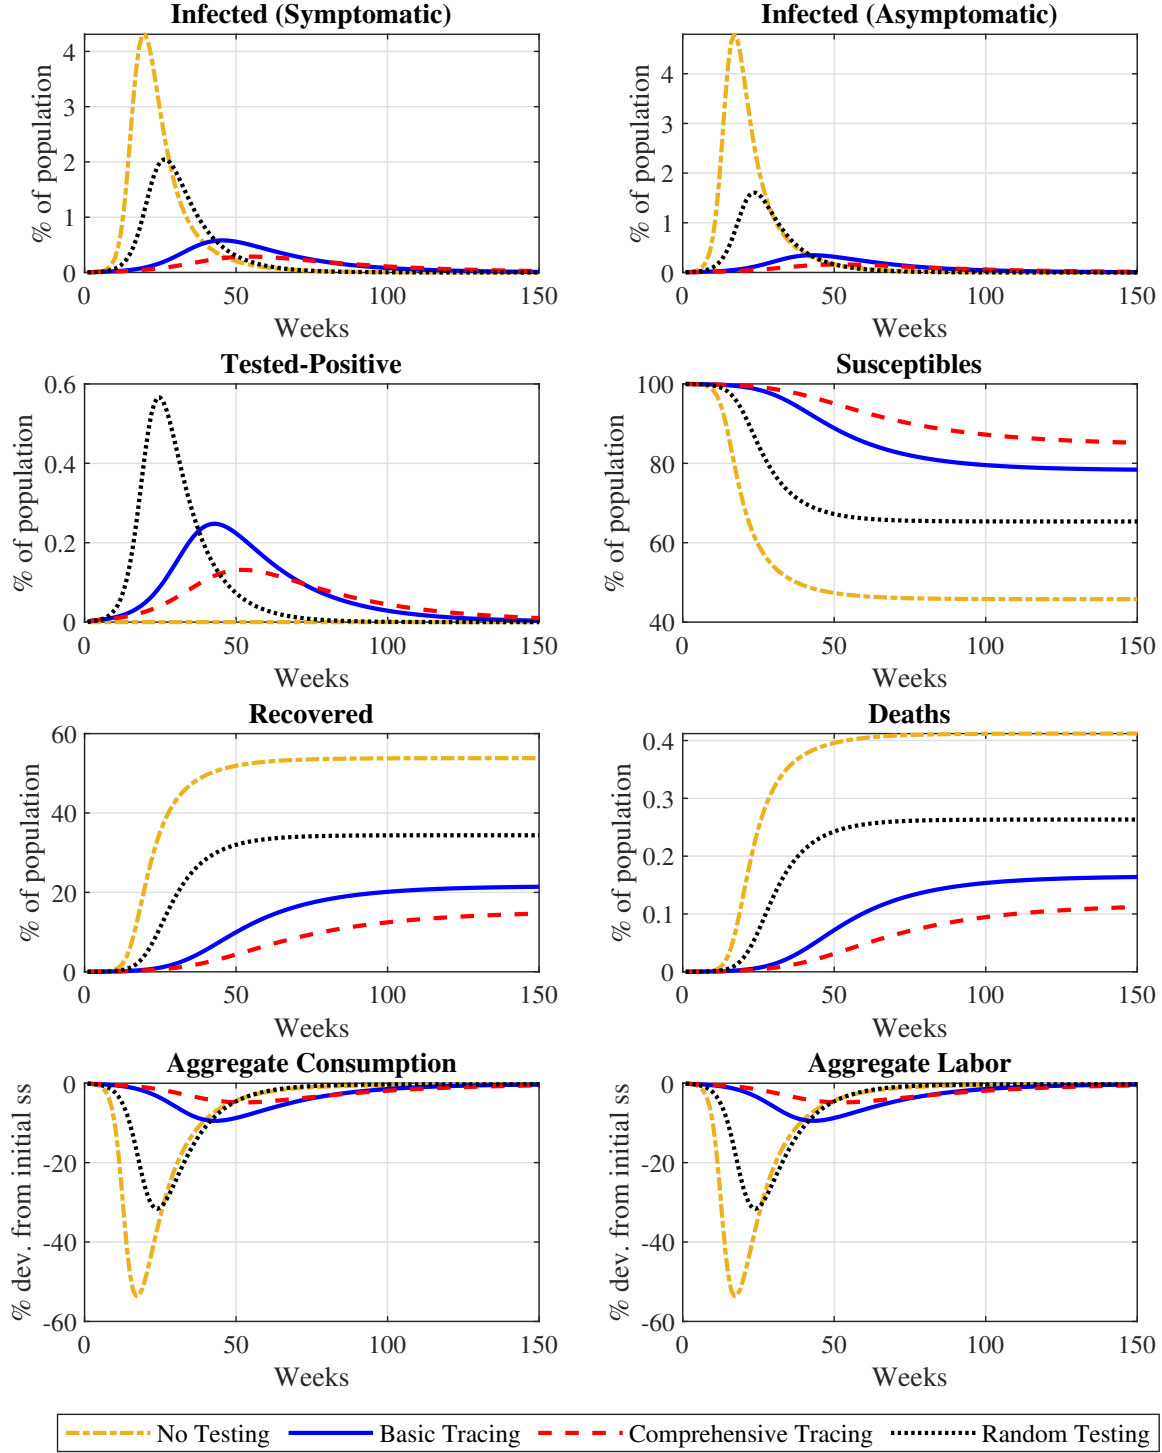 Infected (Symptomatic)
% of population
4
3
2
1
0
0 50 100 150
Weeks
Infected (Asymptomatic)
% of population
4
3
2
1
0
0 50 100 150
Weeks
Tested-Positive
% of population
0.6
0.4
0.2
0
0 50 100 150
Weeks
Susceptibles
% of population
100
80
60
40
0 50 100 150
Weeks
Recovered
% of population
60
40
20
0
0 50 100 150
Weeks
Deaths
% of population
0.4
0.3
0.2
0.1
0
0 50 100 150
Weeks
Aggregate Consumption
% dev. from initial ss
0
-20
-40
-60
0 50 100 150
Weeks
Aggregate Labor
% dev. from initial ss
0
-20
-40
-60
0 50 100 150
Weeks
No Testing Basic Tracing Comprehensive Tracing Random Testing